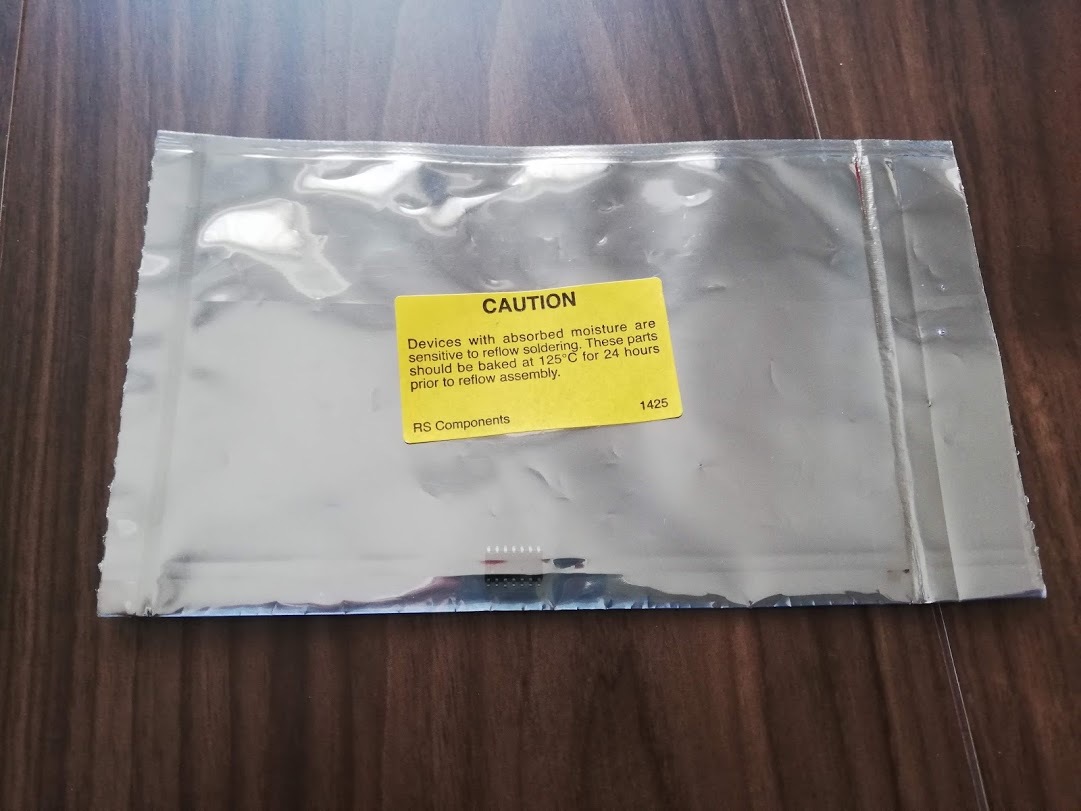 CAUTION
Devices with absorbed moisture are
sensitive to reflow soldering. These parts
should be baked at 125°C for 24 hours
prior to reflow assembly.
RS Components 1425